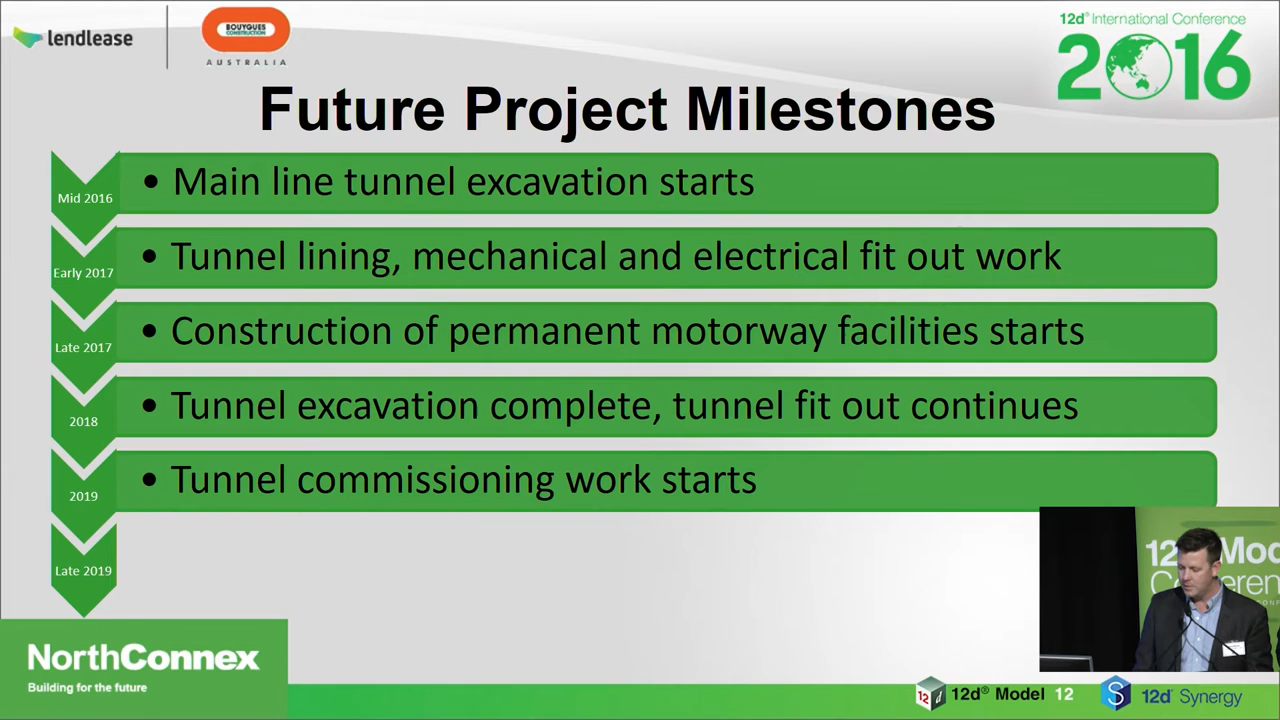 lendlease
BOUYGUES
CONSTRUCTION
AUSTRALIA
12d® International Conference
2016
Future Project Milestones
Mid 2016
• Main line tunnel excavation starts
Early 2017
• Tunnel lining, mechanical and electrical fit out work
Late 2017
• Construction of permanent motorway facilities starts
2018
• Tunnel excavation complete, tunnel fit out continues
2019
• Tunnel commissioning work starts
Late 2019
NorthConnex
Building for the future
12d® Model 12
12d Synergy